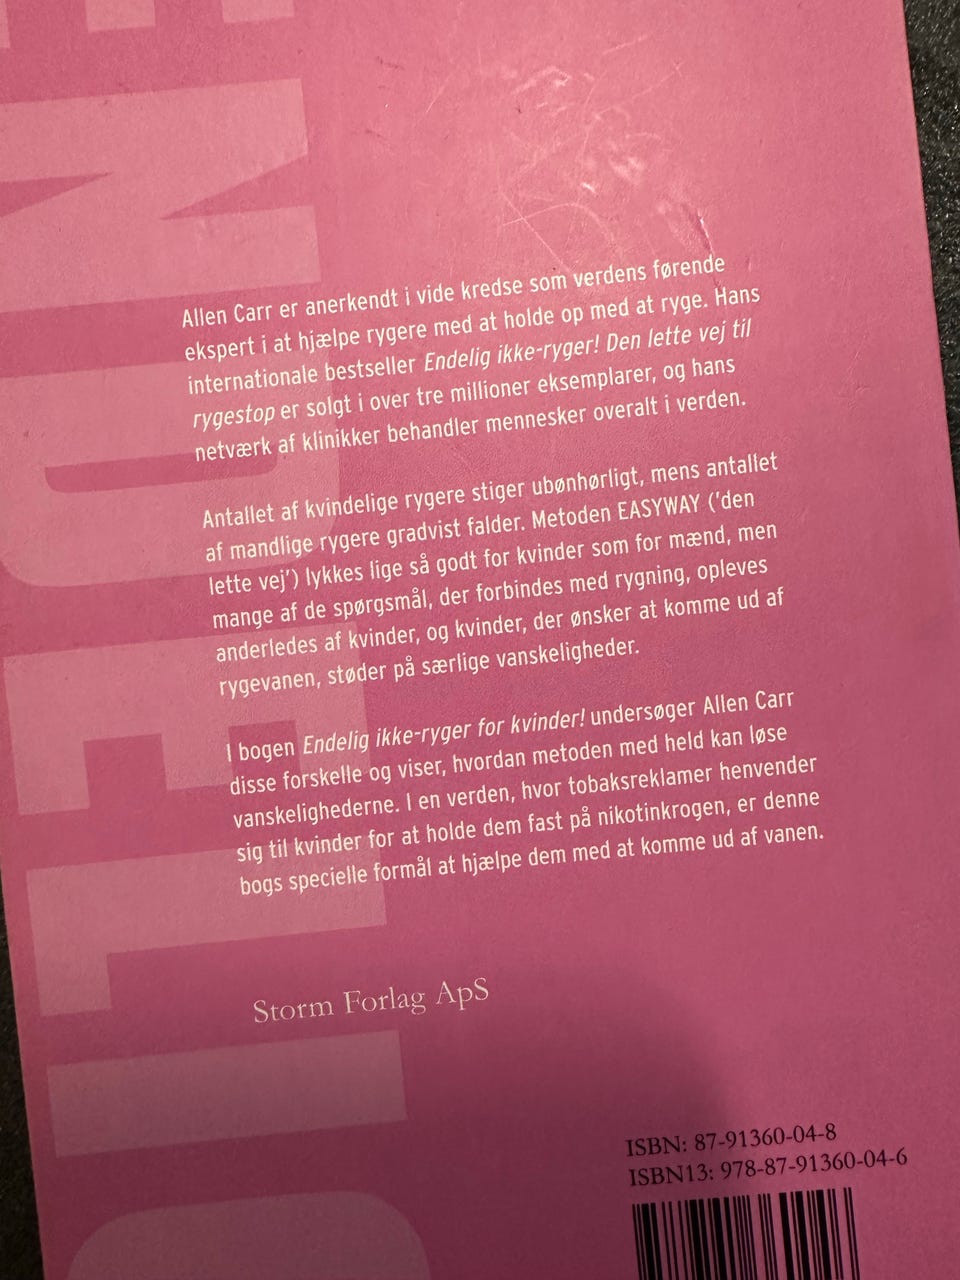 ENDELIG
Allen Carr er anerkendt i vide kredse som verdens førende
ekspert i at hjælpe rygere med at holde op med at ryge. Hans
internationale bestseller Endelig ikke-ryger! Den lette vej til
rygestop er solgt i over tre millioner eksemplarer, og hans
netværk af klinikker behandler mennesker overalt i verden.
Antallet af kvindelige rygere stiger ubønhørligt, mens antallet
af mandlige rygere gradvist falder. Metoden EASYWAY ('den
lette vej') lykkes lige så godt for kvinder som for mænd, men
mange af de spørgsmål, der forbindes med rygning, opleves
anderledes af kvinder, og kvinder, der ønsker at komme ud af
rygevanen, støder på særlige vanskeligheder.
I bogen Endelig ikke-ryger for kvinder! undersøger Allen Carr
disse forskelle og viser, hvordan metoden med held kan løse
vanskelighederne. I en verden, hvor tobaksreklamer henvender
sig til kvinder for at holde dem fast på nikotinkrogen, er denne
bogs specielle formål at hjælpe dem med at komme ud af vanen.
Storm Forlag ApS
ISBN: 87-91360-04-8
ISBN13: 978-87-91360-04-6